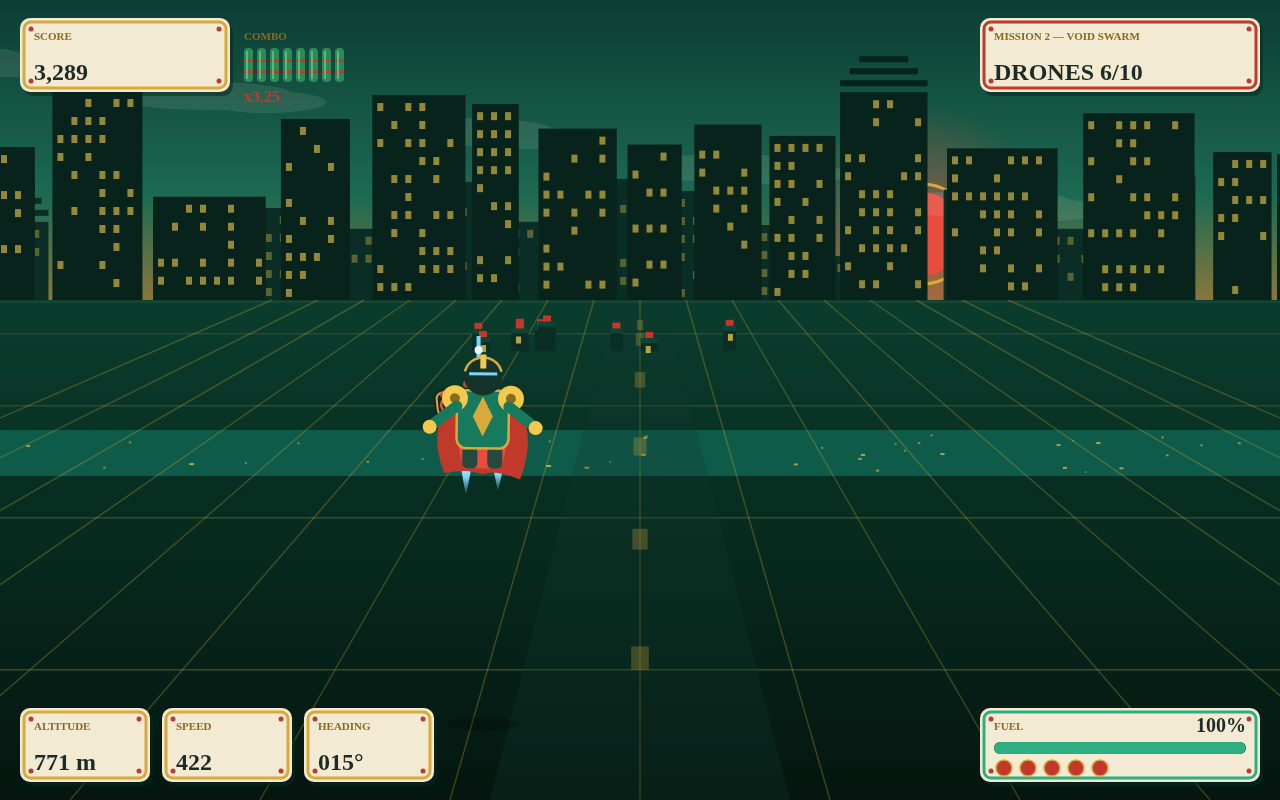 SCORE
3,289
COMBO
x3.25
MISSION 2 — VOID SWARM
DRONES 6/10
ALTITUDE
771 m
SPEED
422
HEADING
015°
FUEL
100%